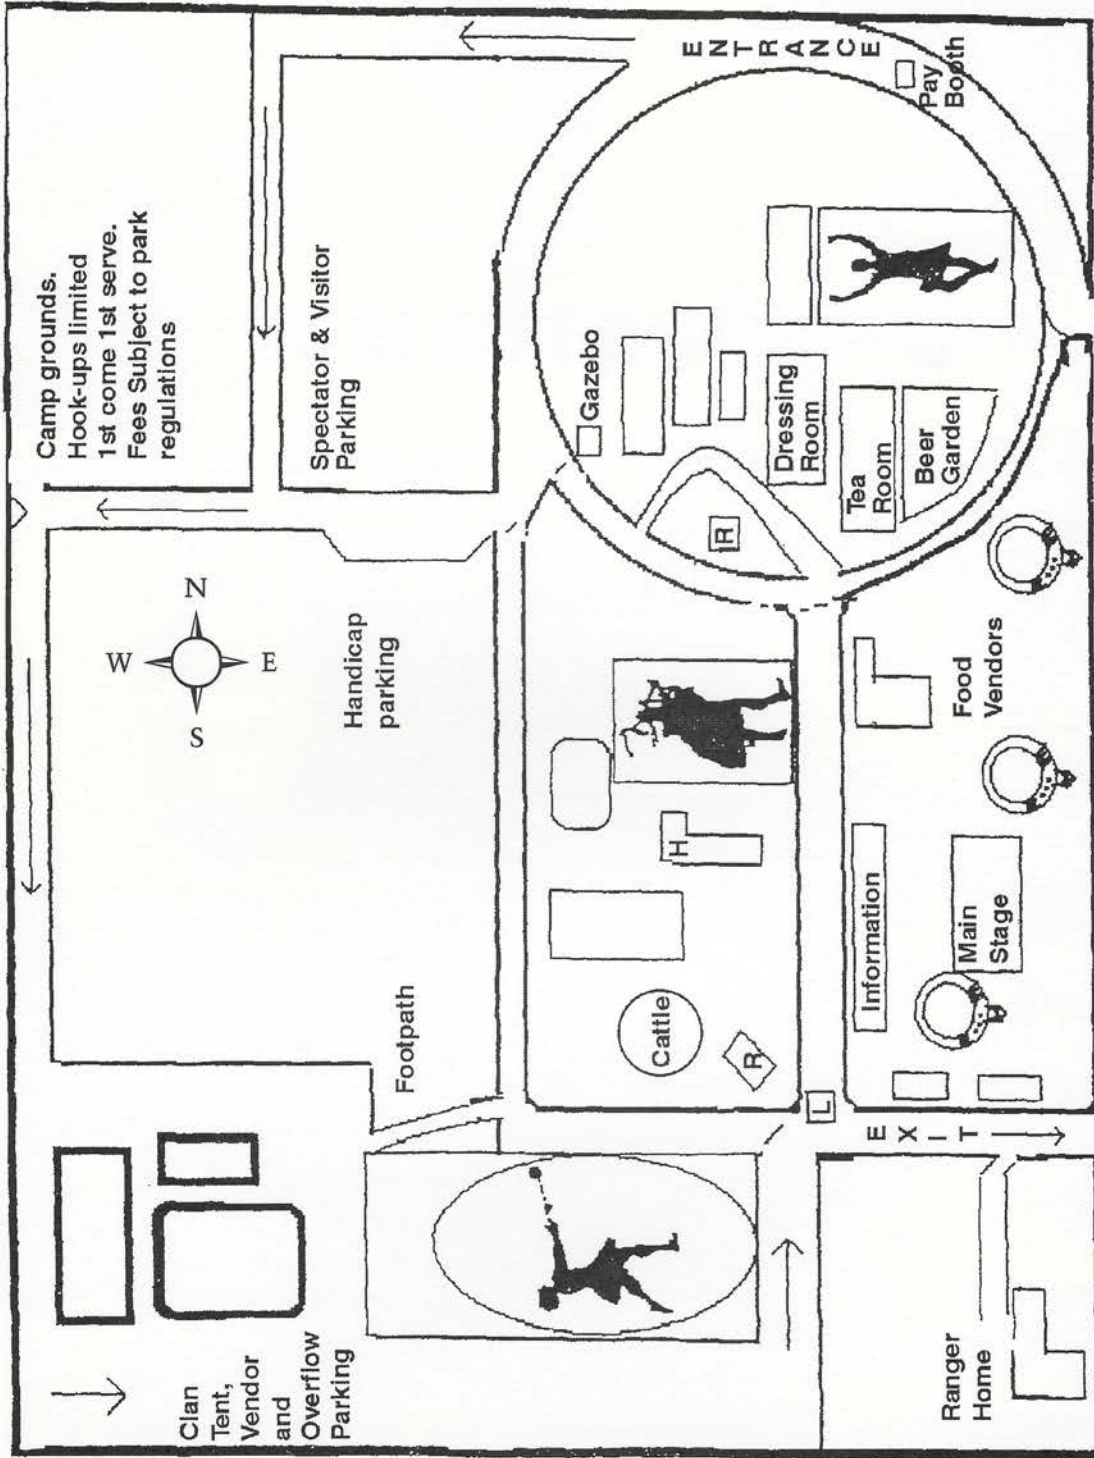 Camp grounds.
Hook-ups limited
1st come 1st serve.
Fees Subject to park
regulations
ENTRANCE
Pay
Booth
Spectator & Visitor
Parking
Gazebo
Dressing
Room
Tea
Room
Beer
Garden
R
N
W
E
S
Handicap
parking
Food
Vendors
H
Information
Main
Stage
Footpath
Cattle
R
L
EXIT
Clan
Tent,
Vendor
and
Overflow
Parking
Ranger
Home